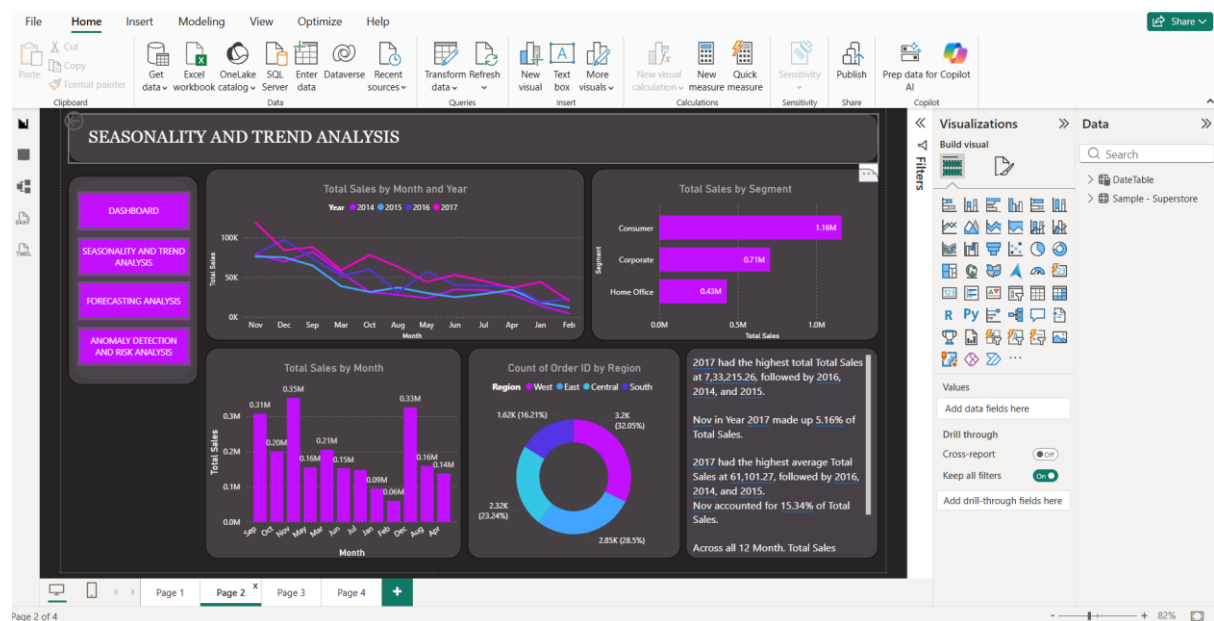 File Home Insert Modeling View Optimize Help
Share
Paste
Cut
Copy
Format painter
Clipboard
Get data
Excel workbook
OneLake catalog
SQL Server
Enter data
Dataverse
Recent sources
Data
Transform data
Refresh
Queries
New visual
Text box
More visuals
Insert
New visual calculation
New measure
Quick measure
Calculations
Sensitivity
Sensitivity
Publish
Share
Prep data for AI
Copilot
Copilot
SEASONALITY AND TREND ANALYSIS
DASHBOARD
SEASONALITY AND TREND
ANALYSIS
FORECASTING ANALYSIS
ANOMALY DETECTION
AND RISK ANALYSIS
Total Sales by Month and Year
Year 2014 2015 2016 2017
Total Sales
100K
50K
0K
Nov Dec Sep Mar Oct Aug May Jun Jul Apr Jan Feb
Month
Total Sales by Segment
Segment
Consumer 1.16M
Corporate 0.71M
Home Office 0.43M
0.0M 0.5M 1.0M
Total Sales
Total Sales by Month
Total Sales
0.3M
0.2M
0.1M
0.0M
0.31M 0.20M 0.35M 0.16M 0.21M 0.15M 0.09M 0.06M 0.33M 0.16M 0.14M
Sep Oct Nov May Mar Jun Jul Jan Feb Dec Aug Apr
Month
Count of Order ID by Region
Region West East Central South
1.62K (16.21%)
3.2K
(32.05%)
2.32K
(23.24%)
2.85K (28.5%)
2017 had the highest total Total Sales
at 7,33,215.26, followed by 2016,
2014, and 2015.
Nov in Year 2017 made up 5.16% of
Total Sales.
2017 had the highest average Total
Sales at 61,101.27, followed by 2016,
2014, and 2015.
Nov accounted for 15.34% of Total
Sales.
Across all 12 Month, Total Sales
Filters
Visualizations
Build visual
R Py
Values
Add data fields here
Drill through
Cross-report Off
Keep all filters On
Add drill-through fields here
Data
Search
DateTable
Sample - Superstore
Page 1 Page 2 Page 3 Page 4
Page 2 of 4
82%